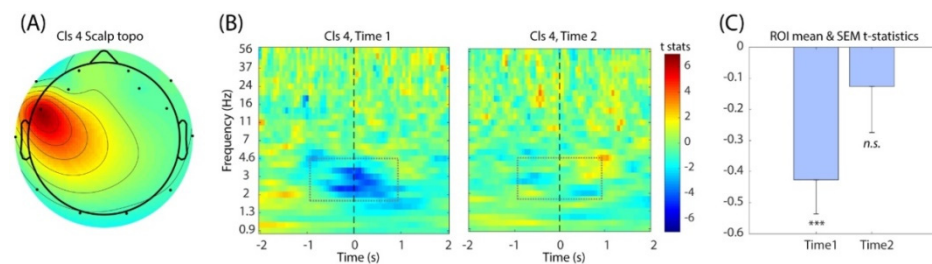 (A)
Cls 4 Scalp topo
(B)
Cls 4, Time 1
Cls 4, Time 2
t stats
Frequency (Hz)
56
37
24
16
11
7
4.6
3
2
1.3
0.9
-2
-1
0
1
2
Time (s)
-2
-1
0
1
2
Time (s)
6
4
2
0
-2
-4
-6
(C)
ROI mean & SEM t-statistics
0
-0.1
-0.2
-0.3
-0.4
-0.5
-0.6
***
n.s.
Time1
Time2